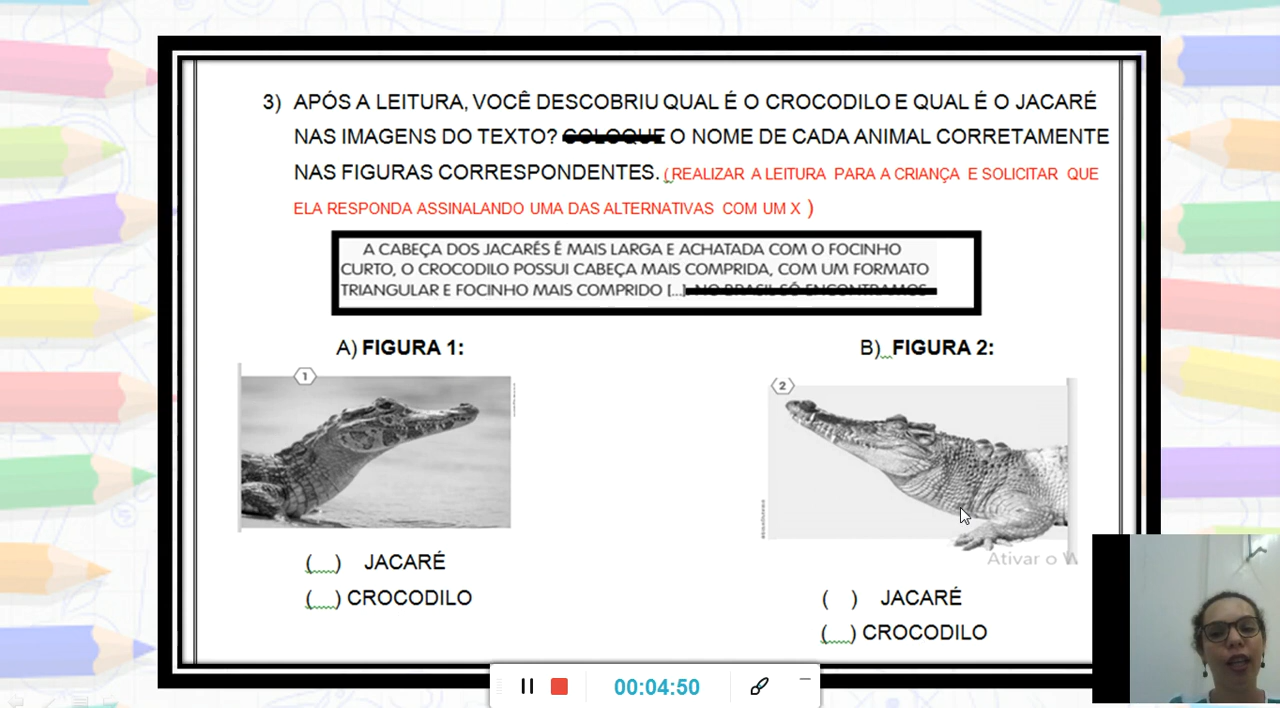 3) APÓS A LEITURA, VOCÊ DESCOBRIU QUAL É O CROCODILO E QUAL É O JACARÉ
NAS IMAGENS DO TEXTO? COLOQUE O NOME DE CADA ANIMAL CORRETAMENTE
NAS FIGURAS CORRESPONDENTES. (REALIZAR A LEITURA PARA A CRIANÇA E SOLICITAR QUE
ELA RESPONDA ASSINALANDO UMA DAS ALTERNATIVAS COM UM X )
A CABEÇA DOS JACARÉS É MAIS LARGA E ACHATADA COM O FOCINHO
CURTO, O CROCODILO POSSUI CABEÇA MAIS COMPRIDA, COM UM FORMATO
TRIANGULAR E FOCINHO MAIS COMPRIDO [...] NO BRASIL SÓ ENCONTRAMOS
A) FIGURA 1:
B) FIGURA 2:
1
2
( ) JACARÉ
( ) CROCODILO
Ativar o W
( ) JACARÉ
( ) CROCODILO
00:04:50